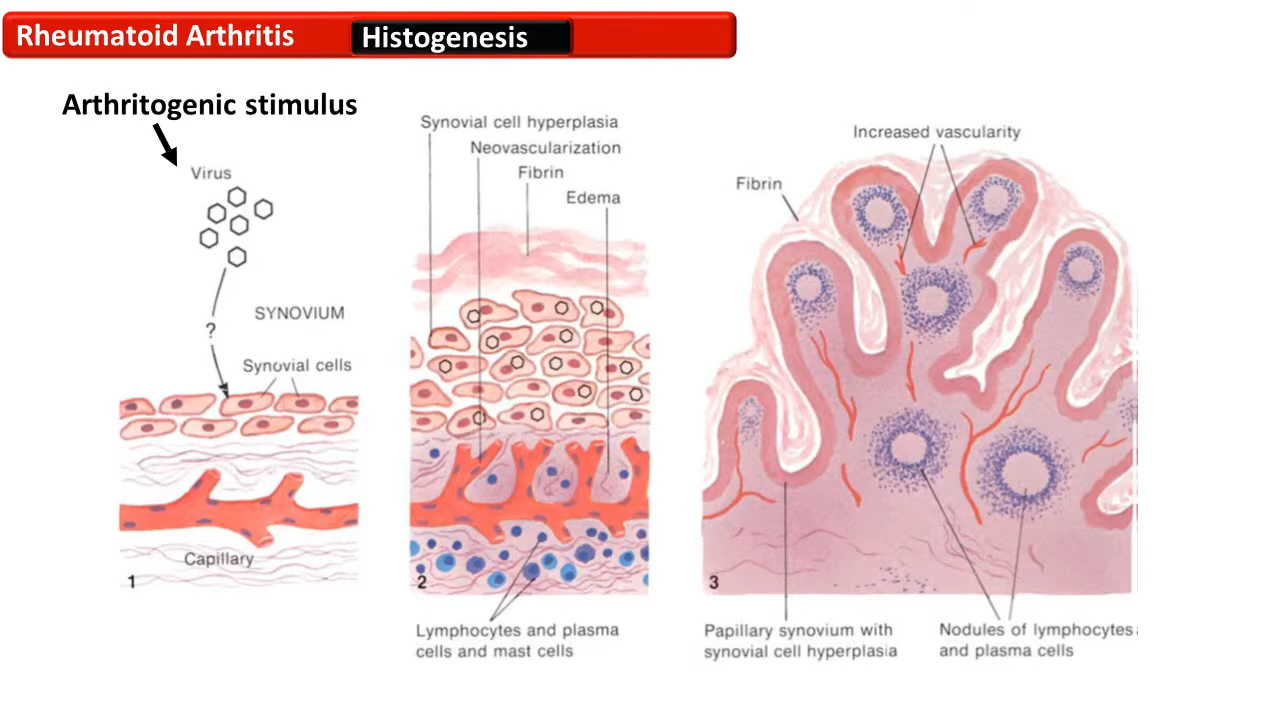 Rheumatoid Arthritis
Histogenesis
Arthritogenic stimulus
Virus
?
SYNOVIUM
Synovial cells
Capillary
1
Synovial cell hyperplasia
Neovascularization
Fibrin
Edema
2
Lymphocytes and plasma
cells and mast cells
Increased vascularity
Fibrin
3
Papillary synovium with
synovial cell hyperplasia
Nodules of lymphocytes
and plasma cells